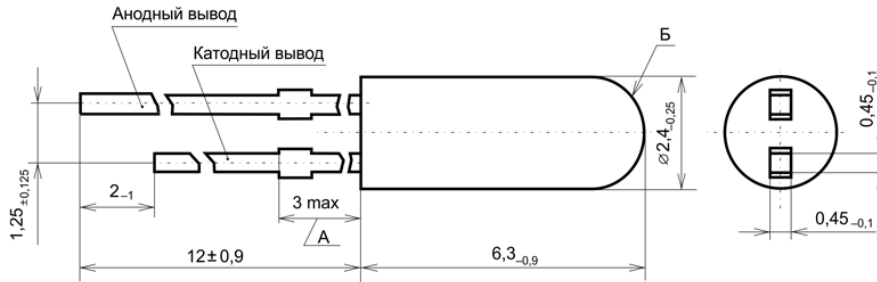 Анодный вывод
Катодный вывод
Б
1,25±0,125
2–1
3 max
А
12±0,9
6,3–0,9
⌀2,4–0,25
0,45–0,1
0,45–0,1